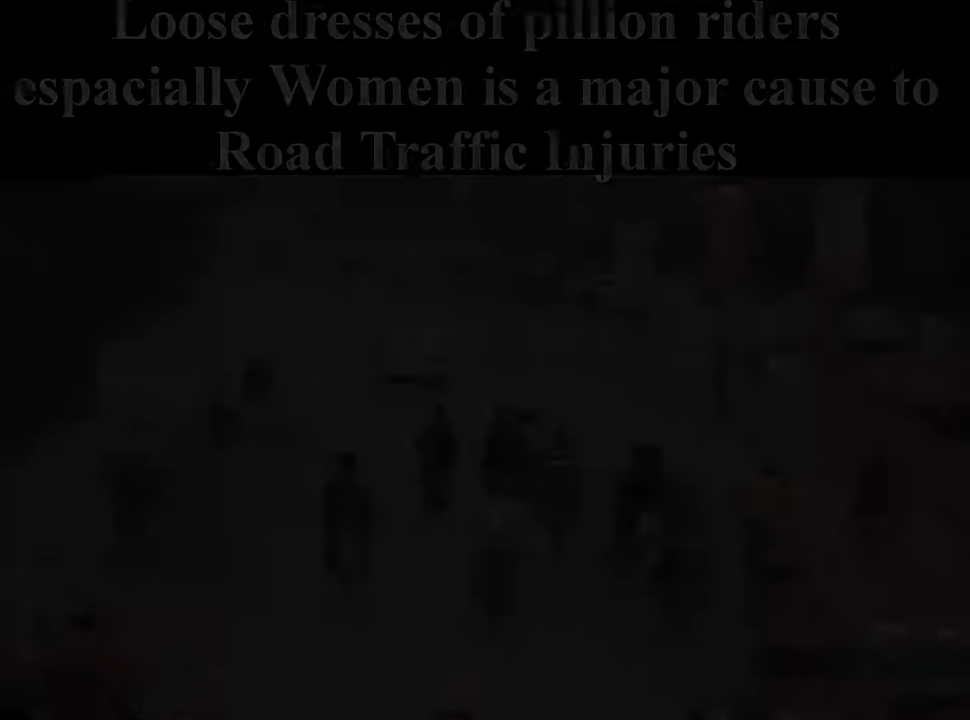 Loose dresses of pillion riders
espacially Women is a major cause to
Road Traffic Injuries